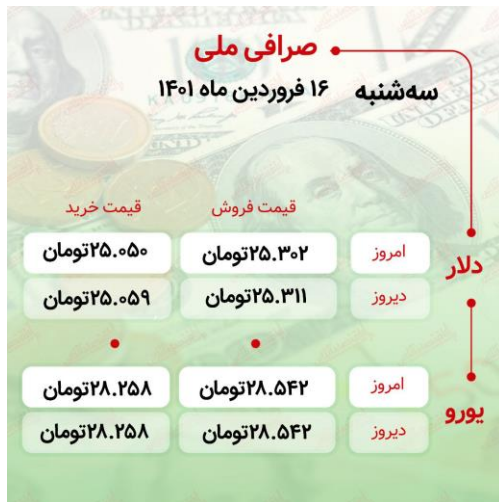 صرافی ملی
سه‌شنبه ۱۶ فروردین ماه ۱۴۰۱
قیمت فروش قیمت خرید
دلار
امروز ۲۵.۳۰۲تومان ۲۵.۰۵۰تومان
دیروز ۲۵.۳۱۱تومان ۲۵.۰۵۹تومان
یورو
امروز ۲۸.۵۴۲تومان ۲۸.۲۵۸تومان
دیروز ۲۸.۵۴۲تومان ۲۸.۲۵۸تومان